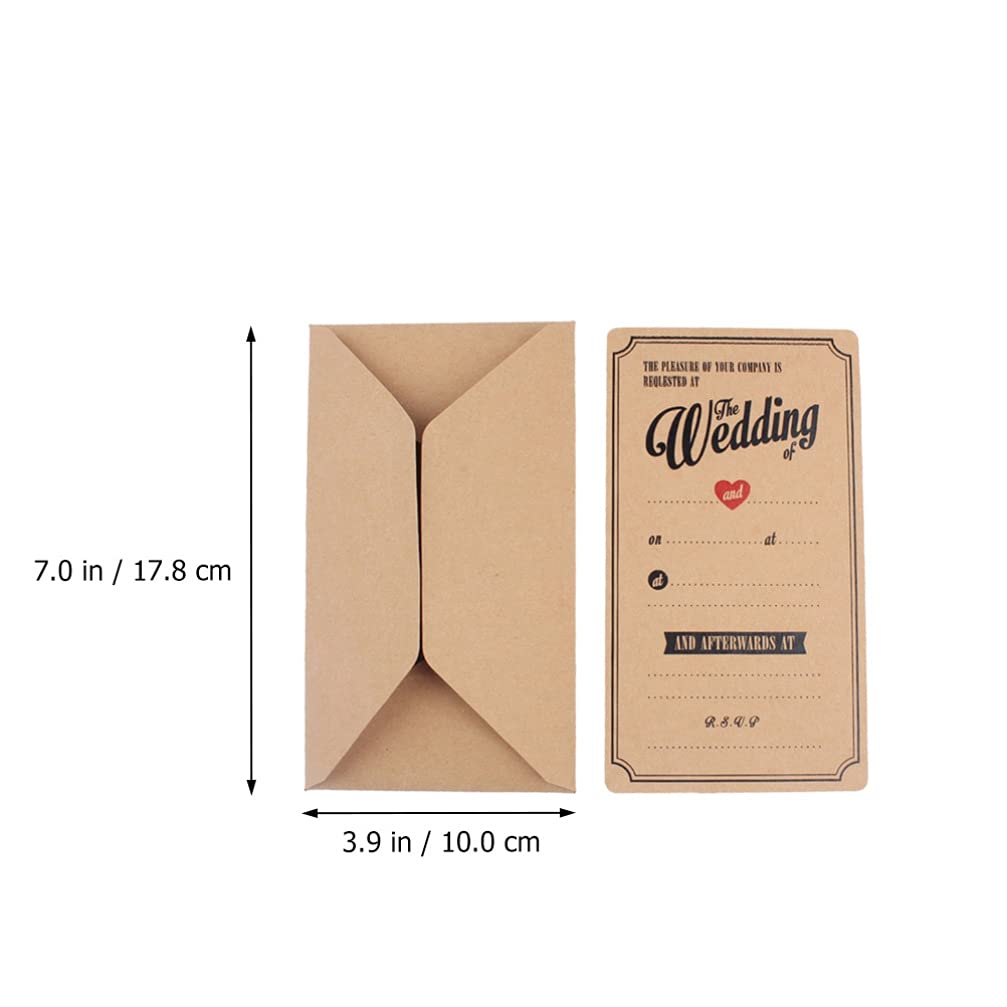 7.0 in / 17.8 cm
3.9 in / 10.0 cm
THE PLEASURE OF YOUR COMPANY IS
REQLESTED AT
The
Wedding
of
and
on at
at
AND AFTERWARDS AT
R.S.V.P